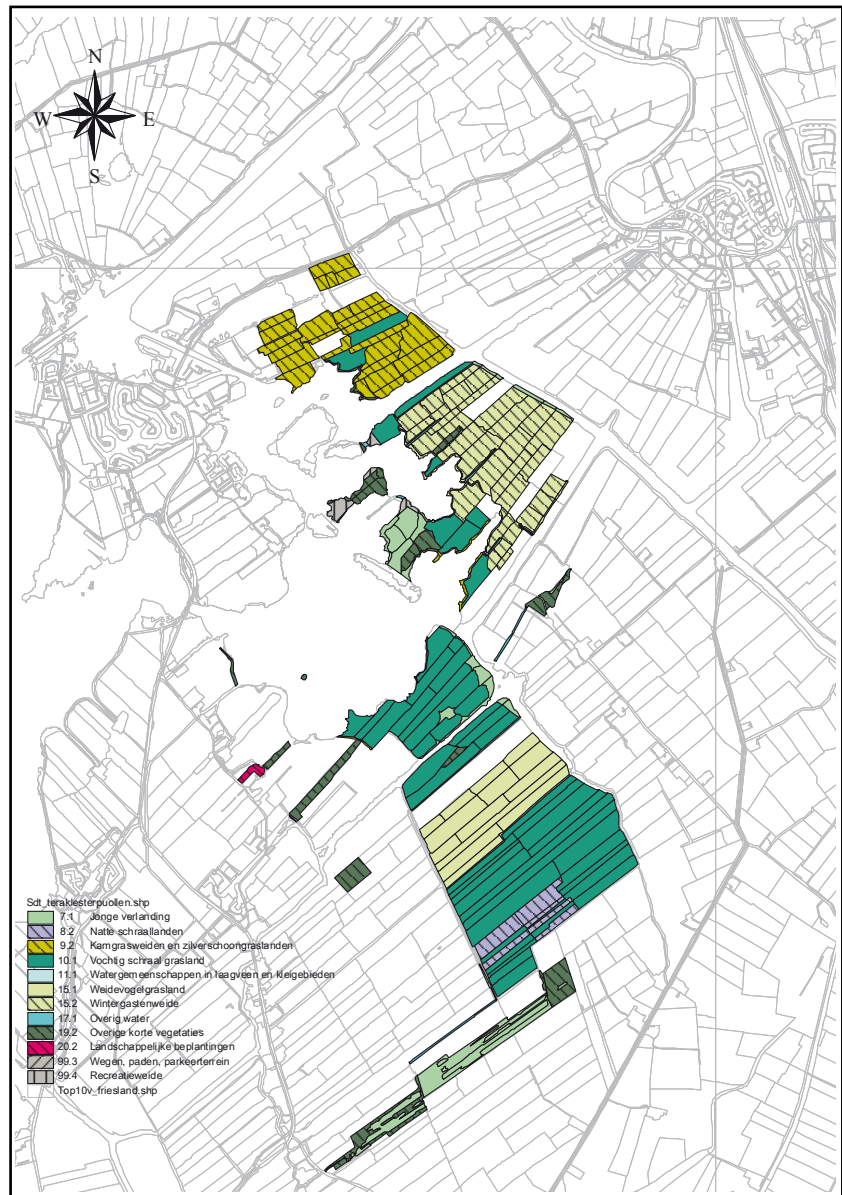 N
W E
S
Sdt_teraklesterpuollen.shp
7.1 Jonge verlanding
8.2 Natte schraallanden
9.2 Kamgrasweiden en zilverschoongraslanden
10.1 Vochtig schraal grasland
11.1 Watergemeenschappen in laagveen en kleigebieden
15.1 Weidevogelgrasland
15.2 Wintergastenweide
17.1 Overig water
19.2 Overige korte vegetaties
20.2 Landschappelijke beplantingen
99.3 Wegen, paden, parkeerterrein
99.4 Recreatieweide
Top10v_friesland.shp